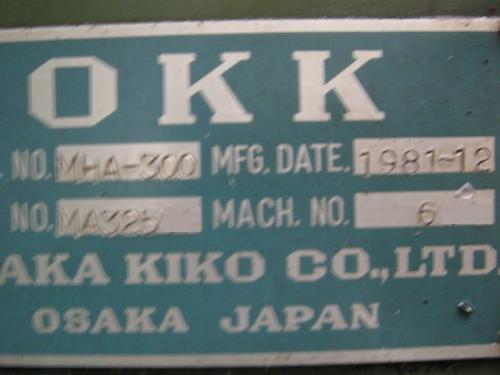 OKK
. NO. MHA-300 MFG. DATE. 1981-12
NO. MACH. NO. 6
AKA KIKO CO.,LTD
OSAKA JAPAN